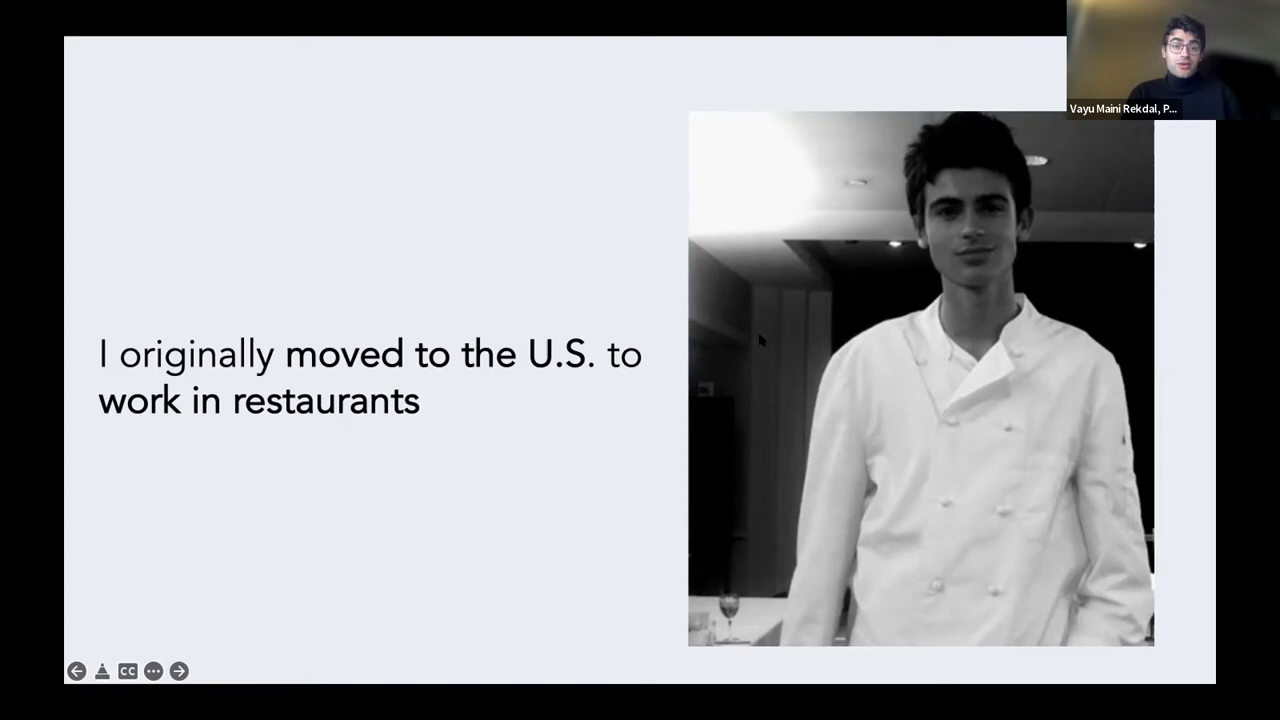 Vayu Maini Rekdal, P...
I originally moved to the U.S. to
work in restaurants
CC